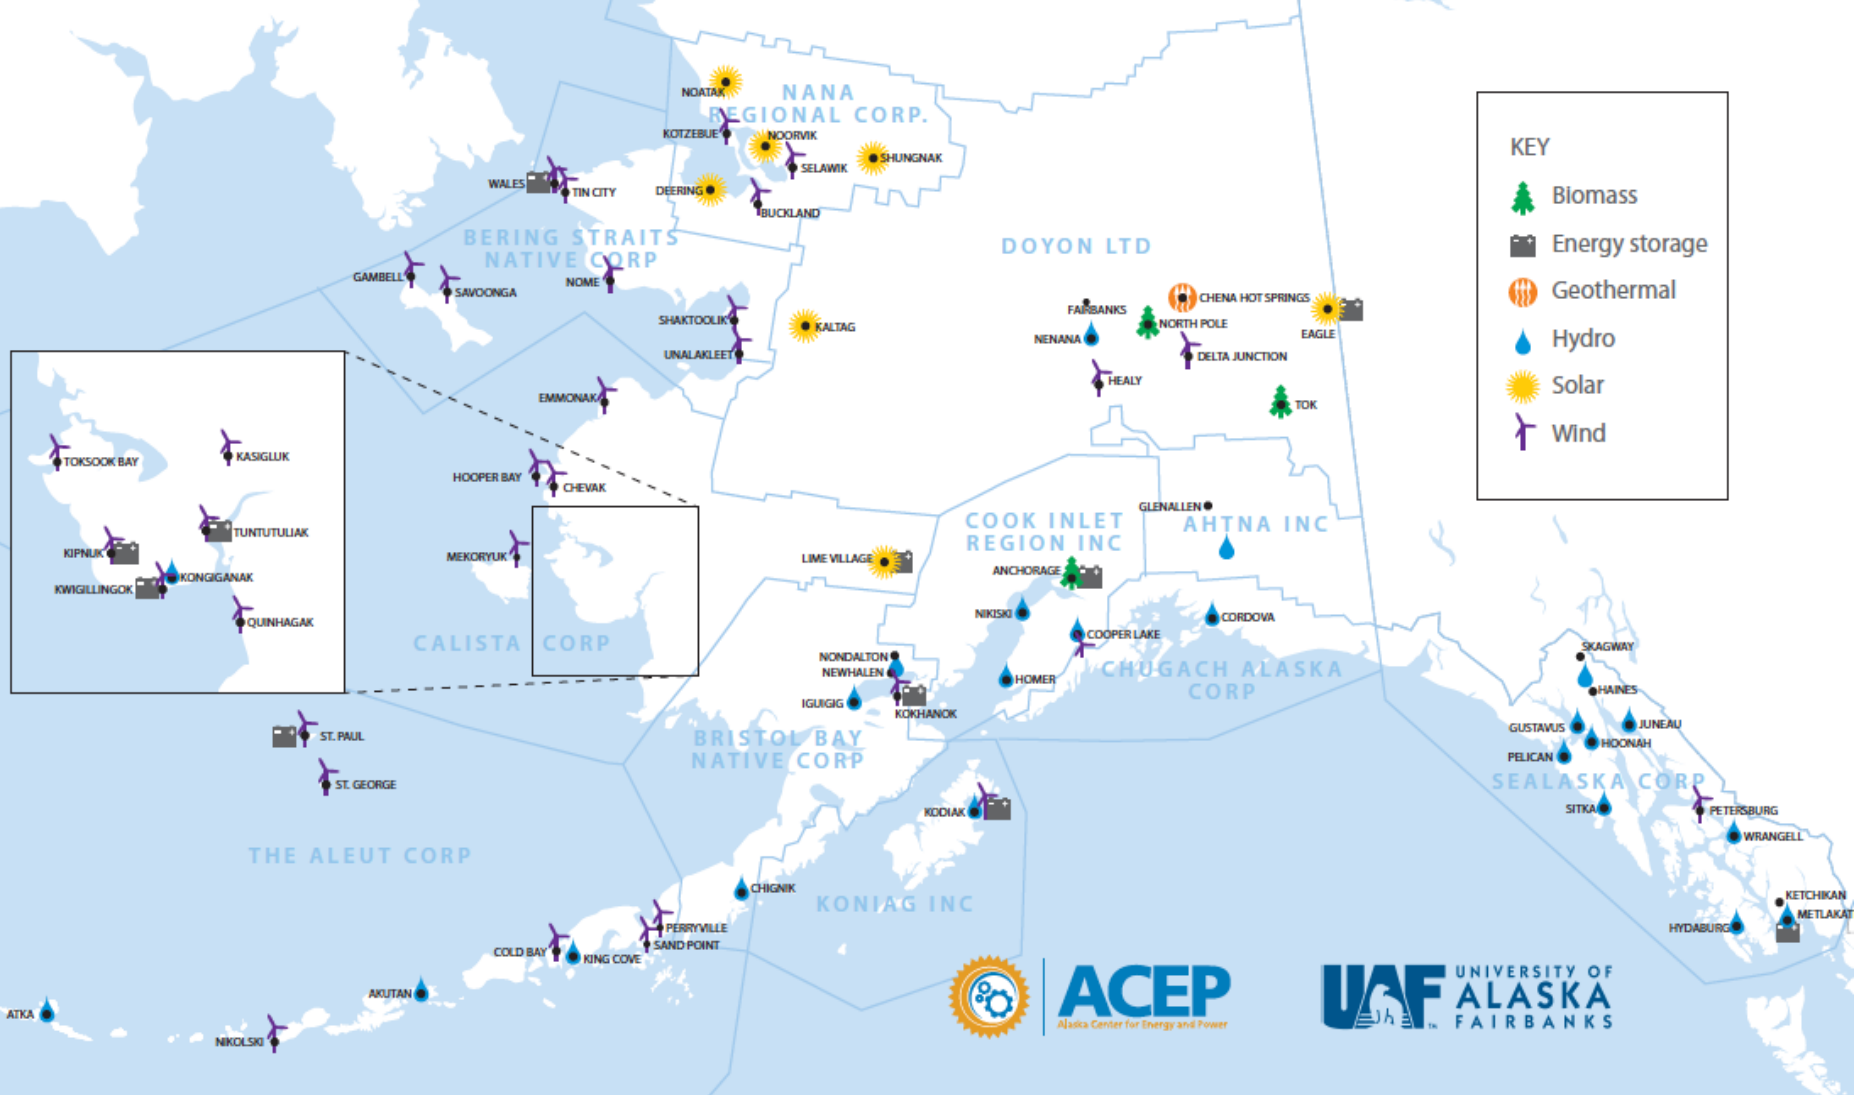 NOATAK
NANA
REGIONAL CORP.
KOTZEBUE
NOORVIK
SELAWIK
SHUNGNAK
WALES
TIN CITY
DEERING
BUCKLAND
BERING STRAITS
NATIVE CORP
GAMBELL
SAVOONGA
NOME
SHAKTOOLIK
UNALAKLEET
KALTAG
DOYON LTD
FAIRBANKS
CHENA HOT SPRINGS
NORTH POLE
NENANA
EAGLE
DELTA JUNCTION
HEALY
TOK
KEY
Biomass
Energy storage
Geothermal
Hydro
Solar
Wind
EMMONAK
HOOPER BAY
CHEVAK
MEKORYUK
TOKSOOK BAY
KASIGLUK
TUNTUTULIAK
KIPNUK
KONGIGANAK
KWIGILLINGOK
QUINHAGAK
CALISTA CORP
COOK INLET
REGION INC
GLENALLEN
AHTNA INC
LIME VILLAGE
ANCHORAGE
NIKISKI
COOPER LAKE
CORDOVA
NONDALTON
NEWHALEN
HOMER
CHUGACH ALASKA
CORP
IGUIGIG
KOKHANOK
BRISTOL BAY
NATIVE CORP
ST. PAUL
ST. GEORGE
THE ALEUT CORP
KODIAK
CHIGNIK
KONIAG INC
PERRYVILLE
SAND POINT
COLD BAY
KING COVE
AKUTAN
ATKA
NIKOLSKI
SKAGWAY
HAINES
GUSTAVUS
JUNEAU
HOONAH
PELICAN
SEALASKA CORP
SITKA
PETERSBURG
WRANGELL
KETCHIKAN
METLAKAT
HYDABURG
ACEP
Alaska Center for Energy and Power
UAF
UNIVERSITY OF
ALASKA
FAIRBANKS
TM